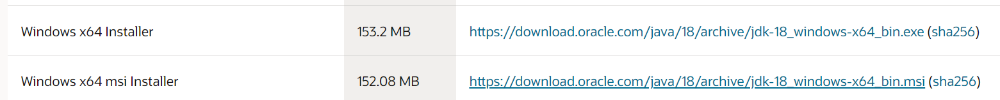 Windows x64 Installer 153.2 MB https://download.oracle.com/java/18/archive/jdk-18_windows-x64_bin.exe (sha256)
Windows x64 msi Installer 152.08 MB https://download.oracle.com/java/18/archive/jdk-18_windows-x64_bin.msi (sha256)